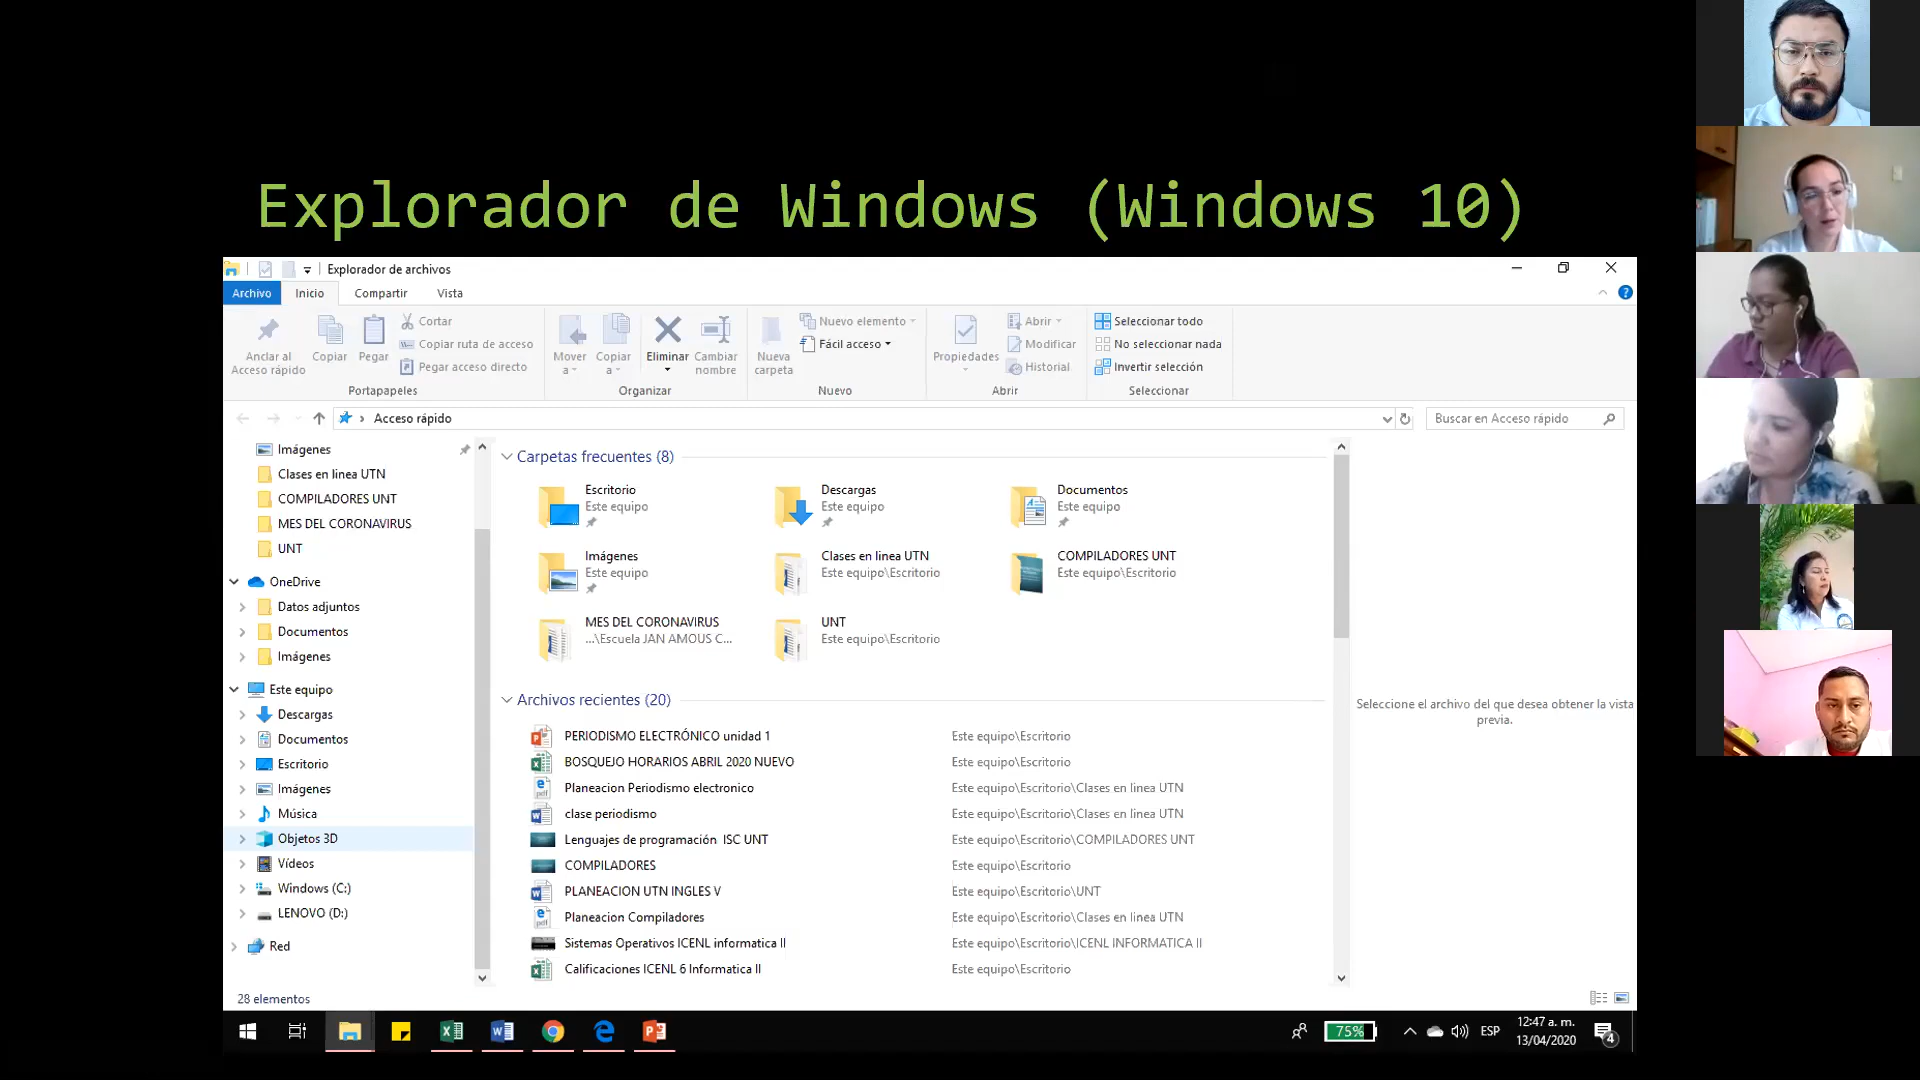 Explorador de Windows (Windows 10)
Explorador de archivos
Archivo Inicio Compartir Vista
Anclar al
Acceso rápido
Copiar
Pegar
Cortar
Copiar ruta de acceso
Pegar acceso directo
Portapapeles
Mover
a
Copiar
a
Eliminar
Cambiar
nombre
Organizar
Nueva
carpeta
Nuevo elemento
Fácil acceso
Nuevo
Propiedades
Abrir
Modificar
Historial
Abrir
Seleccionar todo
No seleccionar nada
Invertir selección
Seleccionar
Acceso rápido
Buscar en Acceso rápido
Imágenes
Clases en linea UTN
COMPILADORES UNT
MES DEL CORONAVIRUS
UNT
OneDrive
Datos adjuntos
Documentos
Imágenes
Este equipo
Descargas
Documentos
Escritorio
Imágenes
Música
Objetos 3D
Vídeos
Windows (C:)
LENOVO (D:)
Red
Carpetas frecuentes (8)
Escritorio
Este equipo
Descargas
Este equipo
Documentos
Este equipo
Imágenes
Este equipo
Clases en linea UTN
Este equipo\Escritorio
COMPILADORES UNT
Este equipo\Escritorio
MES DEL CORONAVIRUS
...\Escuela JAN AMOUS C...
UNT
Este equipo\Escritorio
Archivos recientes (20)
PERIODISMO ELECTRÓNICO unidad 1 Este equipo\Escritorio
BOSQUEJO HORARIOS ABRIL 2020 NUEVO Este equipo\Escritorio
Planeacion Periodismo electronico Este equipo\Escritorio\Clases en linea UTN
clase periodismo Este equipo\Escritorio\Clases en linea UTN
Lenguajes de programación ISC UNT Este equipo\Escritorio\COMPILADORES UNT
COMPILADORES Este equipo\Escritorio
PLANEACION UTN INGLES V Este equipo\Escritorio\UNT
Planeacion Compiladores Este equipo\Escritorio\Clases en linea UTN
Sistemas Operativos ICENL informatica II Este equipo\Escritorio\ICENL INFORMATICA II
Calificaciones ICENL 6 Informatica II Este equipo\Escritorio
Seleccione el archivo del que desea obtener la vista
previa.
28 elementos
75%
ESP
12:47 a. m.
13/04/2020
4